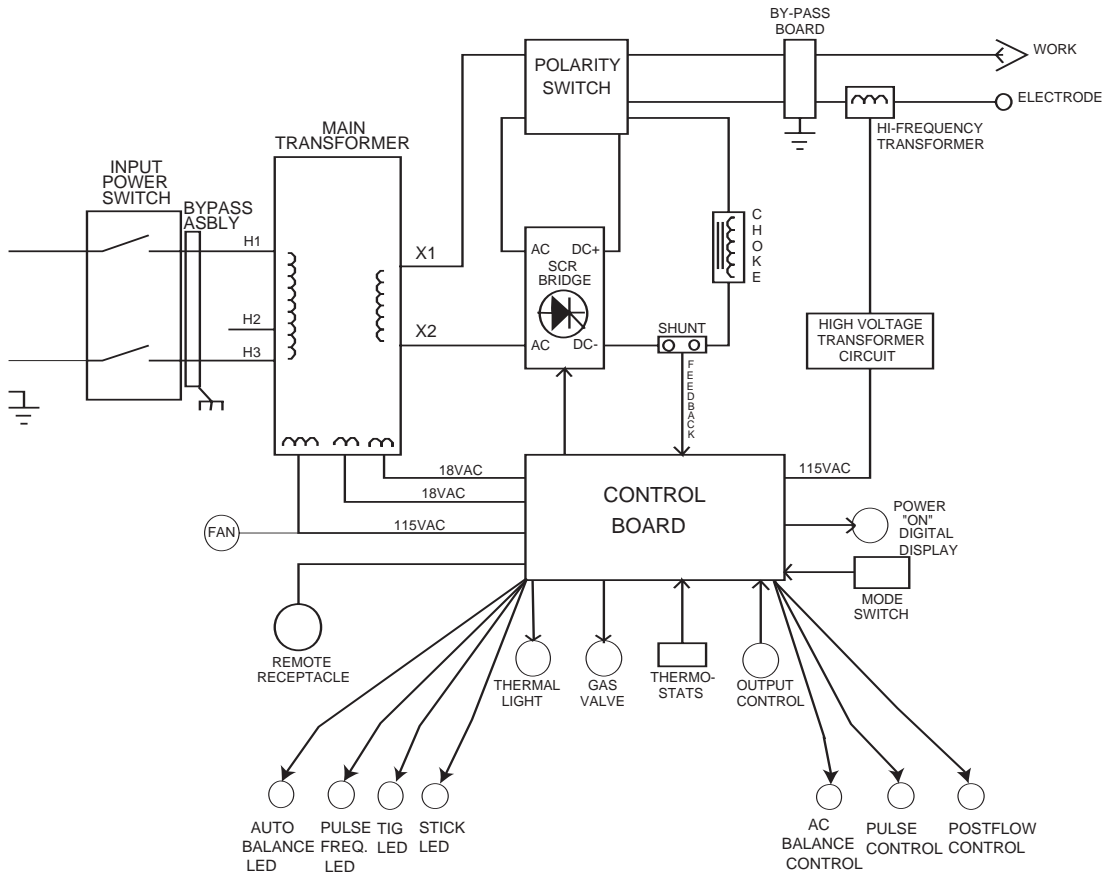 BY-PASS
BOARD
WORK
ELECTRODE
POLARITY
SWITCH
HI-FREQUENCY
TRANSFORMER
MAIN
TRANSFORMER
INPUT
POWER
SWITCH
BYPASS
ASBLY
H1
H2
H3
X1
X2
AC
DC+
SCR
BRIDGE
AC
DC-
CHOKE
SHUNT
FEEDBACK
HIGH VOLTAGE
TRANSFORMER
CIRCUIT
18VAC
18VAC
115VAC
FAN
CONTROL
BOARD
115VAC
POWER
"ON"
DIGITAL
DISPLAY
MODE
SWITCH
REMOTE
RECEPTACLE
THERMAL
LIGHT
GAS
VALVE
THERMO-
STATS
OUTPUT
CONTROL
AUTO
BALANCE
LED
PULSE
FREQ.
LED
TIG
LED
STICK
LED
AC
BALANCE
CONTROL
PULSE
CONTROL
POSTFLOW
CONTROL